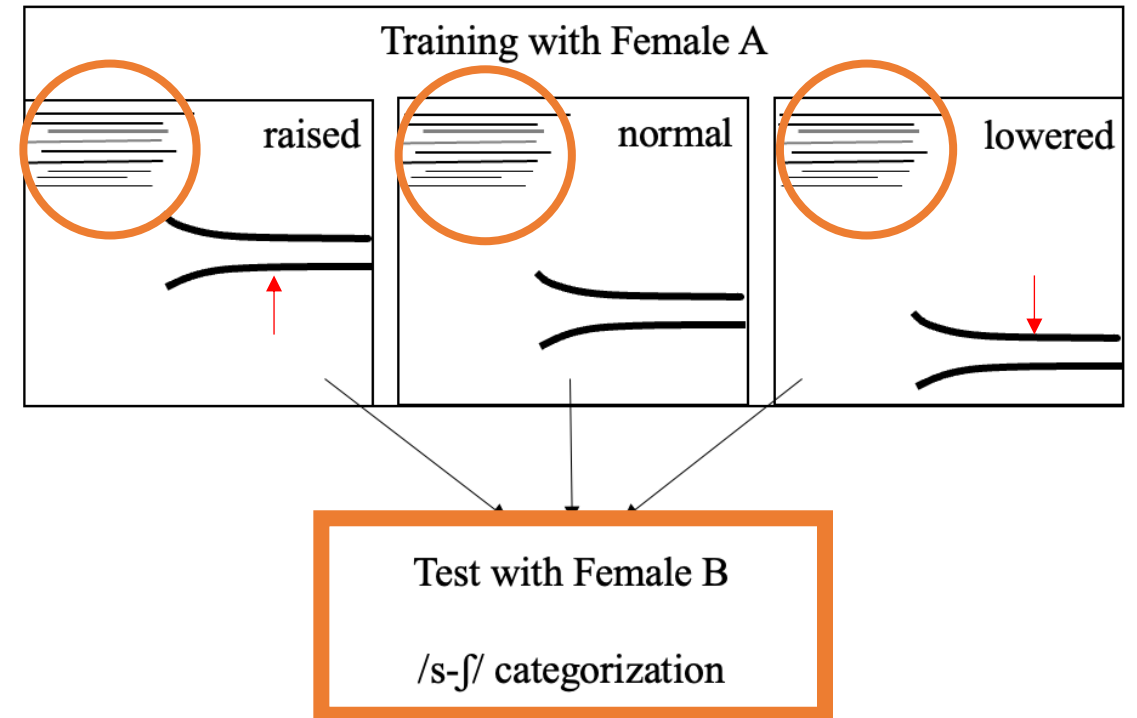 Training with Female A
raised
normal
lowered
Test with Female B
/s-ʃ/ categorization